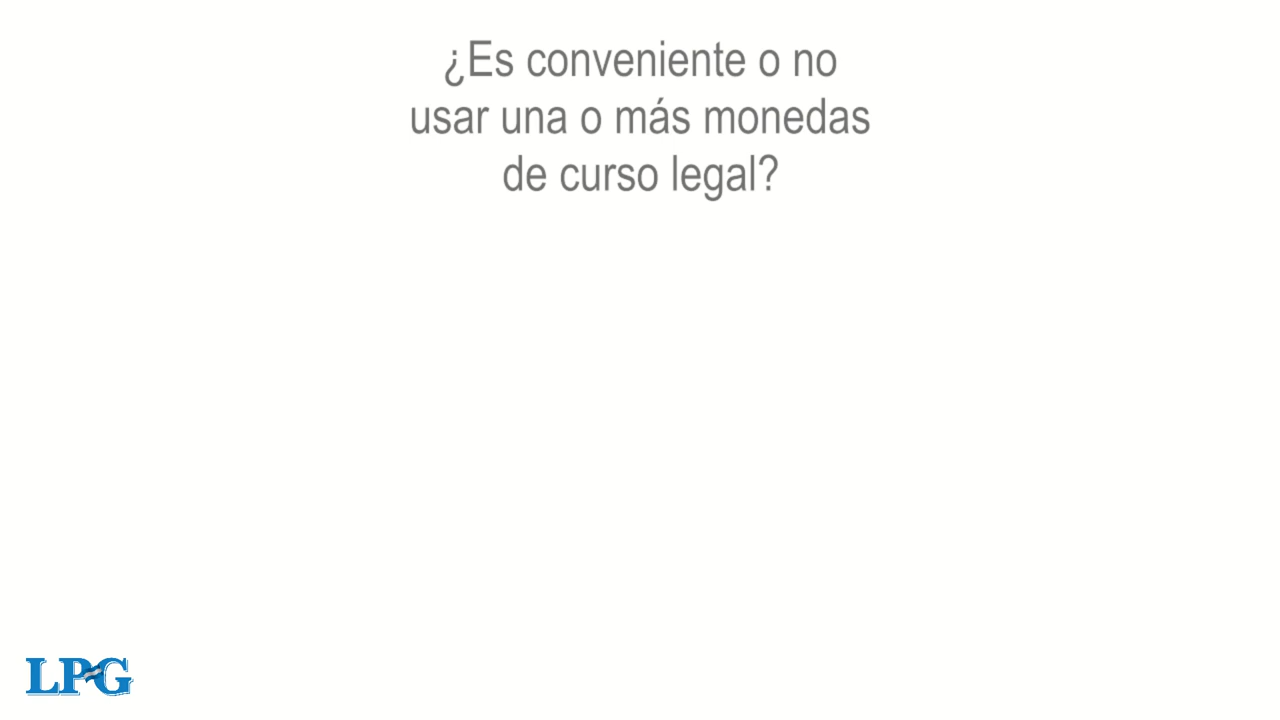 ¿Es conveniente o no
usar una o más monedas
de curso legal?
LPG